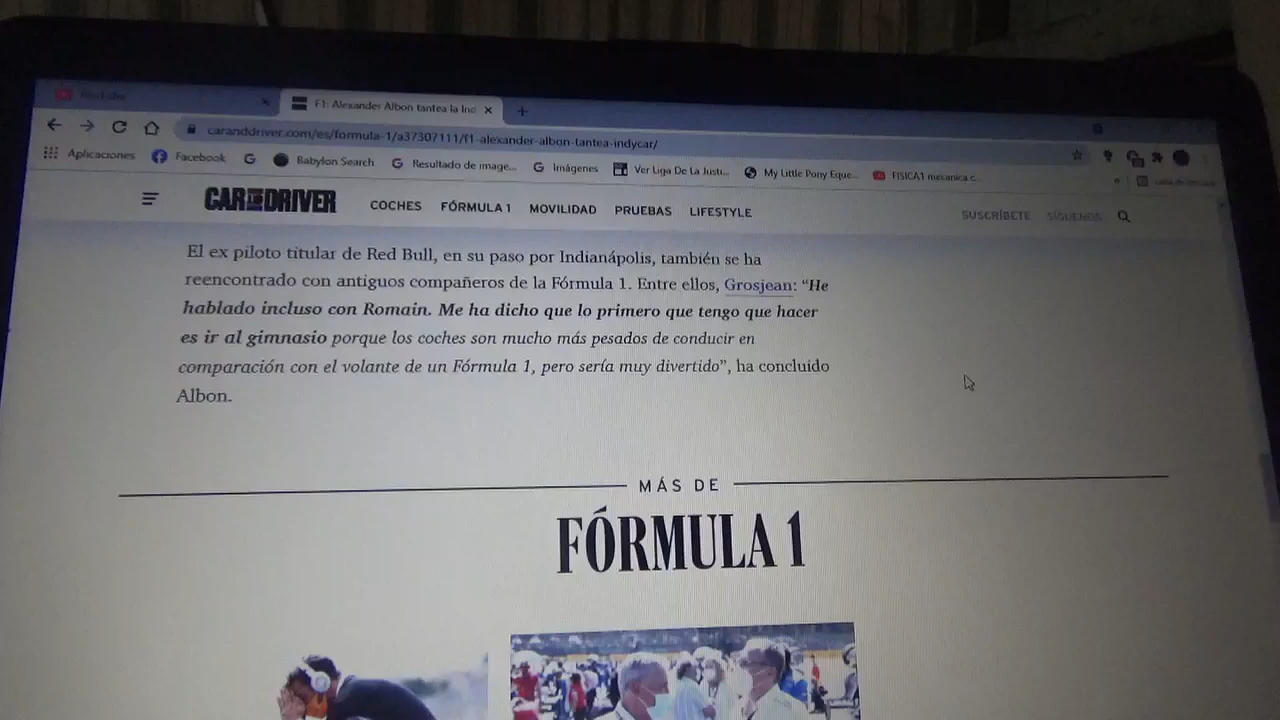 YouTube
F1: Alexander Albon tantea la Ind
caranddriver.com/es/formula-1/a37307111/f1-alexander-albon-tantea-indycar/
Aplicaciones Facebook Babylon Search Resultado de image... Imágenes Ver Liga De La Justi... My Little Pony Eque... FISICA1 mecanica c...
CAR AND DRIVER COCHES FÓRMULA 1 MOVILIDAD PRUEBAS LIFESTYLE SUSCRÍBETE SÍGUENOS
El ex piloto titular de Red Bull, en su paso por Indianápolis, también se ha
reencontrado con antiguos compañeros de la Fórmula 1. Entre ellos, Grosjean: “He
hablado incluso con Romain. Me ha dicho que lo primero que tengo que hacer
es ir al gimnasio porque los coches son mucho más pesados de conducir en
comparación con el volante de un Fórmula 1, pero sería muy divertido”, ha concluido
Albon.
MÁS DE
FÓRMULA 1